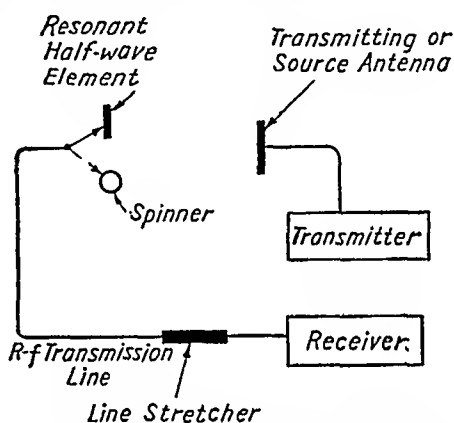 Resonant
Half-wave
Element
Transmitting or
Source Antenna
Spinner
Transmitter
R-f Transmission
Line
Receiver.
Line Stretcher